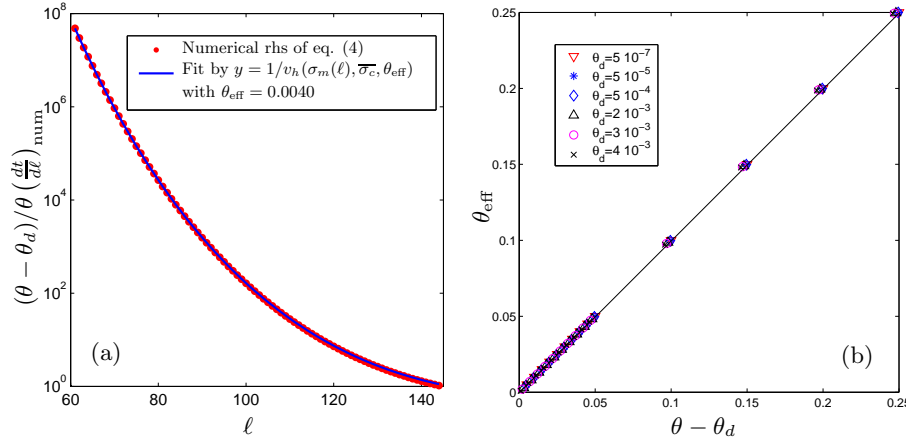 10^8
10^6
10^4
10^2
10^0
(θ − θ_d)/θ (dt/dℓ)_num
Numerical rhs of eq. (4)
Fit by y = 1/v_h(σ_m(ℓ), \overline{σ_c}, θ_eff)
with θ_eff = 0.0040
(a)
60 80 100 120 140
ℓ
0.25
0.20
0.15
0.10
0.05
0
θ_eff
θ_d=5 10^-7
θ_d=5 10^-5
θ_d=5 10^-4
θ_d=2 10^-3
θ_d=3 10^-3
θ_d=4 10^-3
(b)
0 0.05 0.1 0.15 0.2 0.25
θ − θ_d